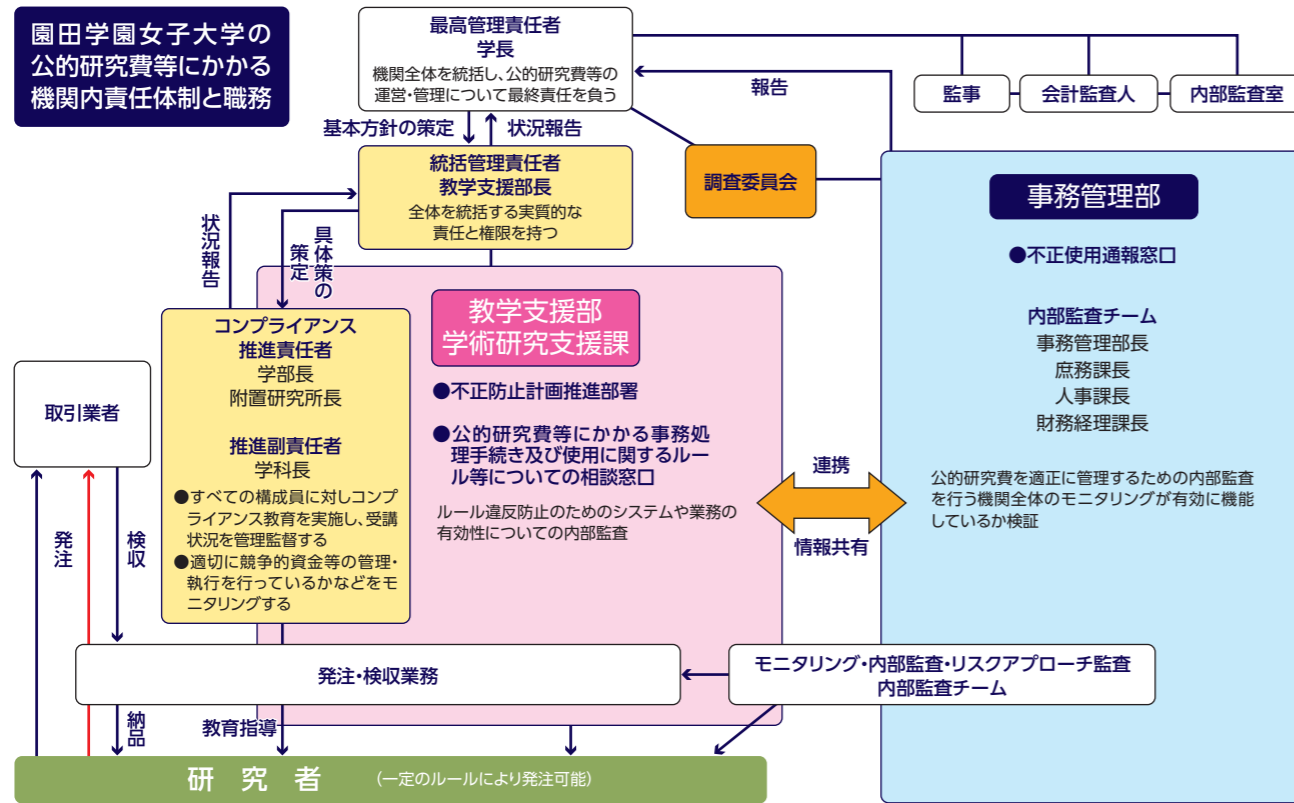 園田学園女子大学の
公的研究費等にかかる
機関内責任体制と職務
最高管理責任者
学長
機関全体を統括し、公的研究費等の
運営・管理について最終責任を負う
報告
監事
会計監査人
内部監査室
基本方針の策定
状況報告
統括管理責任者
教学支援部長
全体を統括する実質的な
責任と権限を持つ
調査委員会
状況報告
具体策の
策定
コンプライアンス
推進責任者
学部長
附置研究所長
推進副責任者
学科長
●すべての構成員に対しコンプ
ライアンス教育を実施し、受講
状況を管理監督する
●適切に競争的資金等の管理・
執行を行っているかなどをモ
ニタリングする
教学支援部
学術研究支援課
●不正防止計画推進部署
●公的研究費等にかかる事務処
理手続き及び使用に関するルー
ル等についての相談窓口
ルール違反防止のためのシステムや業務の
有効性についての内部監査
連携
情報共有
事務管理部
●不正使用通報窓口
内部監査チーム
事務管理部長
庶務課長
人事課長
財務経理課長
公的研究費を適正に管理するための内部監査
を行う機関全体のモニタリングが有効に機能
しているか検証
取引業者
発注
検収
発注・検収業務
モニタリング・内部監査・リスクアプローチ監査
内部監査チーム
納品
教育指導
研究者
(一定のルールにより発注可能)